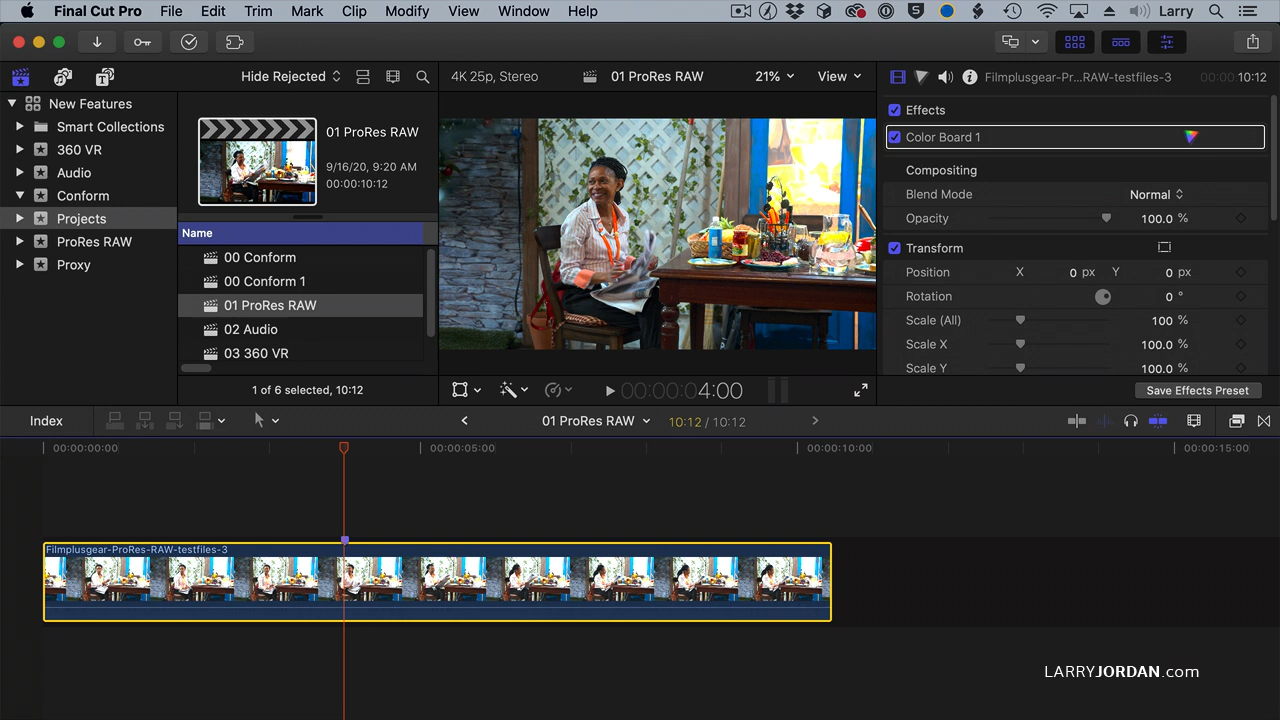 Final Cut Pro File Edit Trim Mark Clip Modify View Window Help Larry
Hide Rejected
4K 25p, Stereo 01 ProRes RAW 21% View
Filmplusgear-Pr...RAW-testfiles-3 00:00:10:12
New Features
Smart Collections
360 VR
Audio
Conform
Projects
ProRes RAW
Proxy
01 ProRes RAW
9/16/20, 9:20 AM
00:00:10:12
Name
00 Conform
00 Conform 1
01 ProRes RAW
02 Audio
03 360 VR
1 of 6 selected, 10:12
00:00:04:00
Effects
Color Board 1
Compositing
Blend Mode Normal
Opacity 100.0 %
Transform
Position X 0 px Y 0 px
Rotation 0 °
Scale (All) 100 %
Scale X 100.0 %
Scale Y 100.0 %
Save Effects Preset
Index 01 ProRes RAW 10:12 / 10:12
00:00:00:00 00:00:05:00 00:00:10:00 00:00:15:00
Filmplusgear-ProRes-RAW-testfiles-3
LARRYJORDAN.com